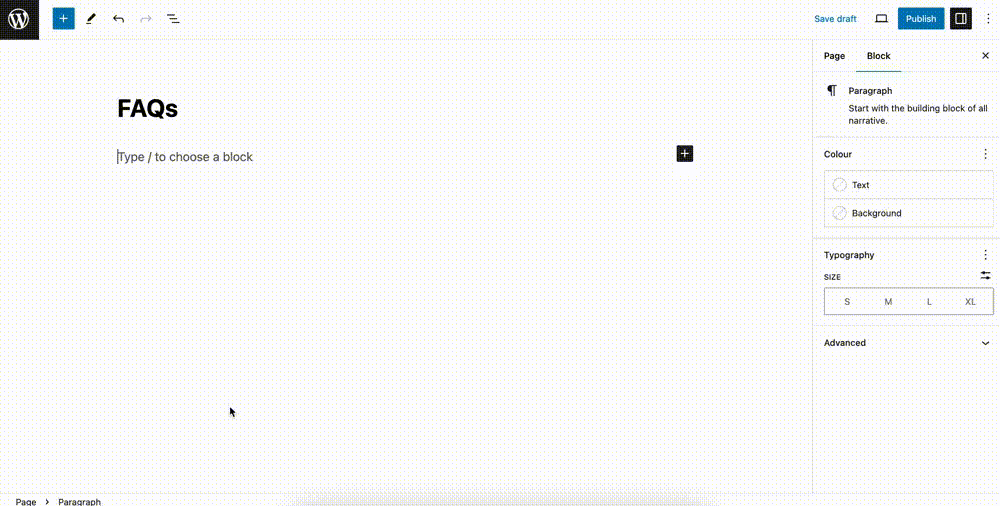 Save draft
Publish
Page
Block
FAQs
Type / to choose a block
Paragraph
Start with the building block of all
narrative.
Colour
Text
Background
Typography
SIZE
S M L XL
Advanced
Page > Paragraph